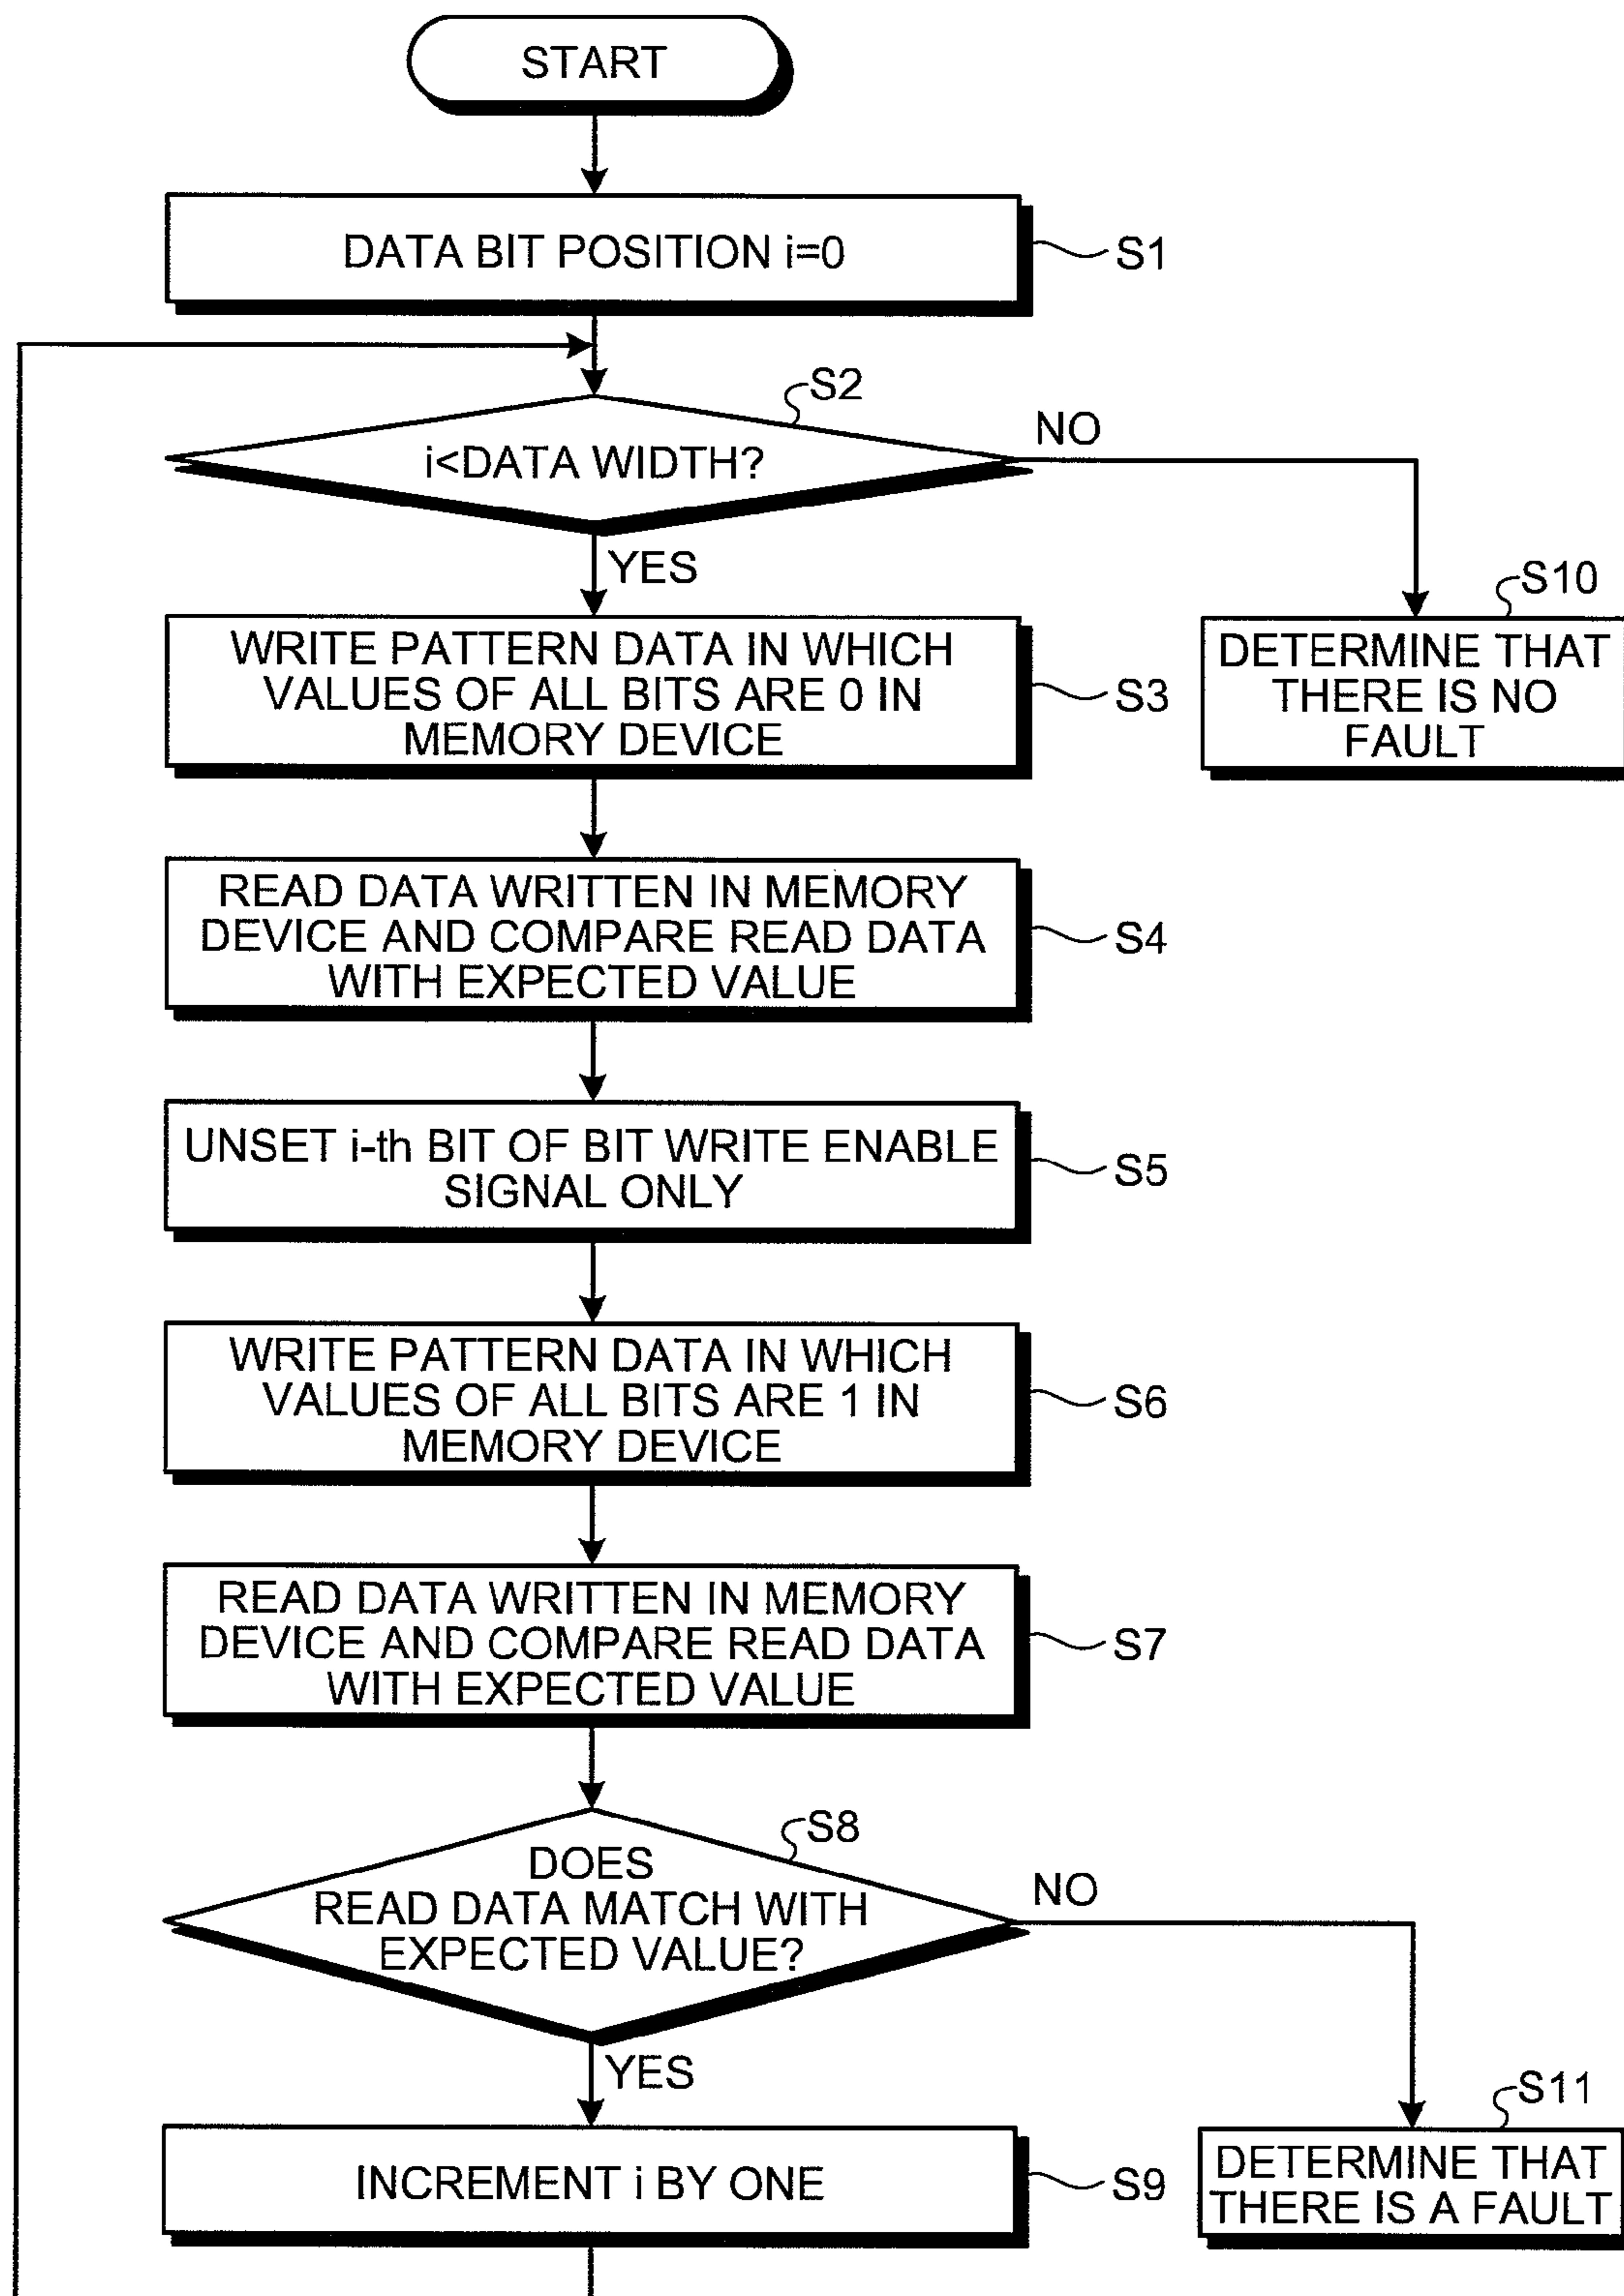 START
DATA BIT POSITION i=0
S1
S2
i<DATA WIDTH?
NO
YES
S10
WRITE PATTERN DATA IN WHICH
VALUES OF ALL BITS ARE 0 IN
MEMORY DEVICE
S3
DETERMINE THAT
THERE IS NO
FAULT
READ DATA WRITTEN IN MEMORY
DEVICE AND COMPARE READ DATA
WITH EXPECTED VALUE
S4
UNSET i-th BIT OF BIT WRITE ENABLE
SIGNAL ONLY
S5
WRITE PATTERN DATA IN WHICH
VALUES OF ALL BITS ARE 1 IN
MEMORY DEVICE
S6
READ DATA WRITTEN IN MEMORY
DEVICE AND COMPARE READ DATA
WITH EXPECTED VALUE
S7
S8
DOES
READ DATA MATCH WITH
EXPECTED VALUE?
NO
YES
S11
INCREMENT i BY ONE
S9
DETERMINE THAT
THERE IS A FAULT